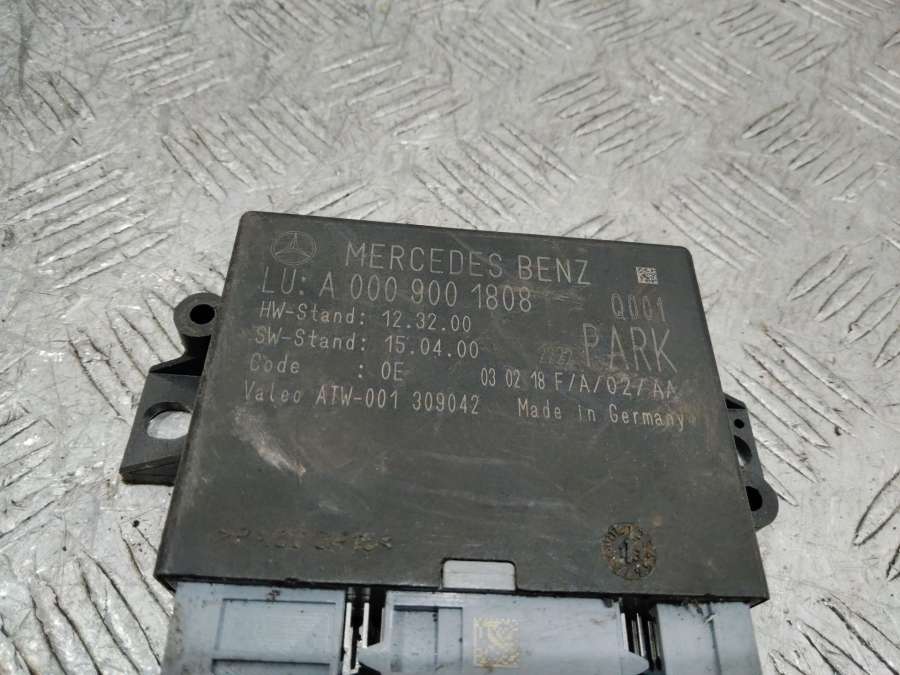 MERCEDES BENZ
LU: A 000 900 1808 Q001
HW-Stand: 12.32.00
SW-Stand: 15.04.00 PARK
Code : 0E 03 02 18 F/A/02/AA
Valeo ATW-001 309042 Made in Germany